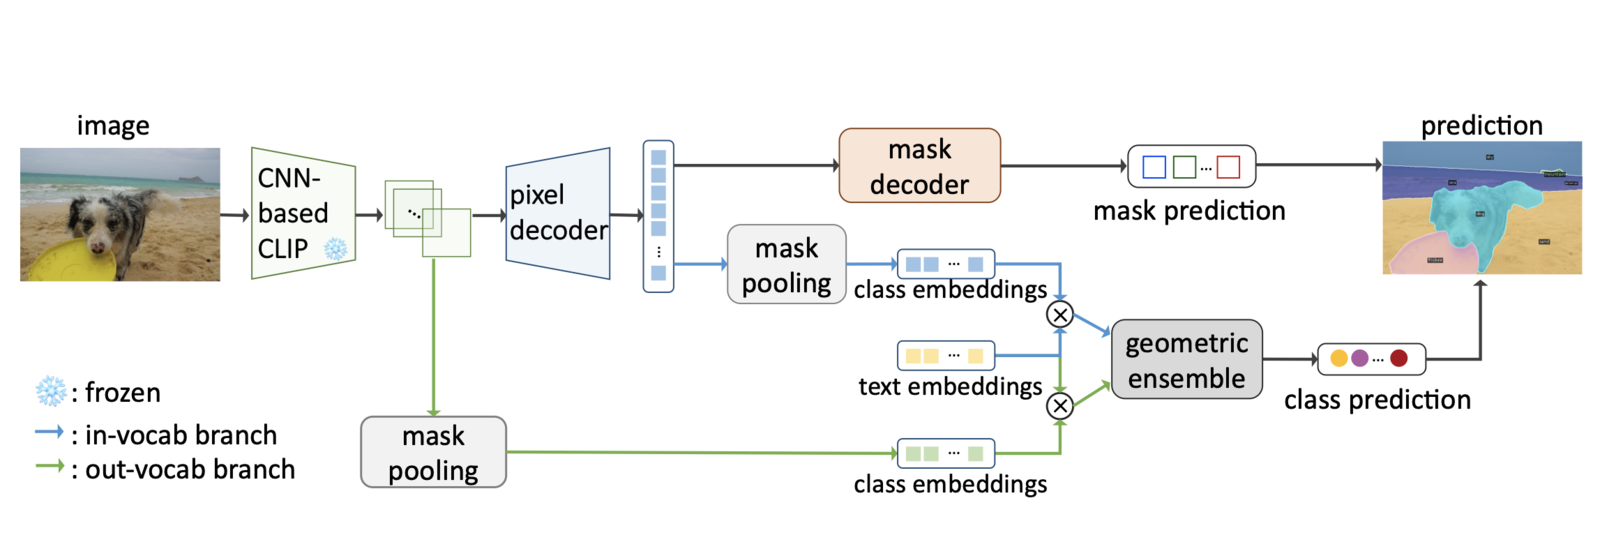 image
CNN-
based
CLIP
pixel
decoder
mask
decoder
mask prediction
prediction
mask
pooling
class embeddings
text embeddings
geometric
ensemble
class prediction
mask
pooling
class embeddings
: frozen
: in-vocab branch
: out-vocab branch